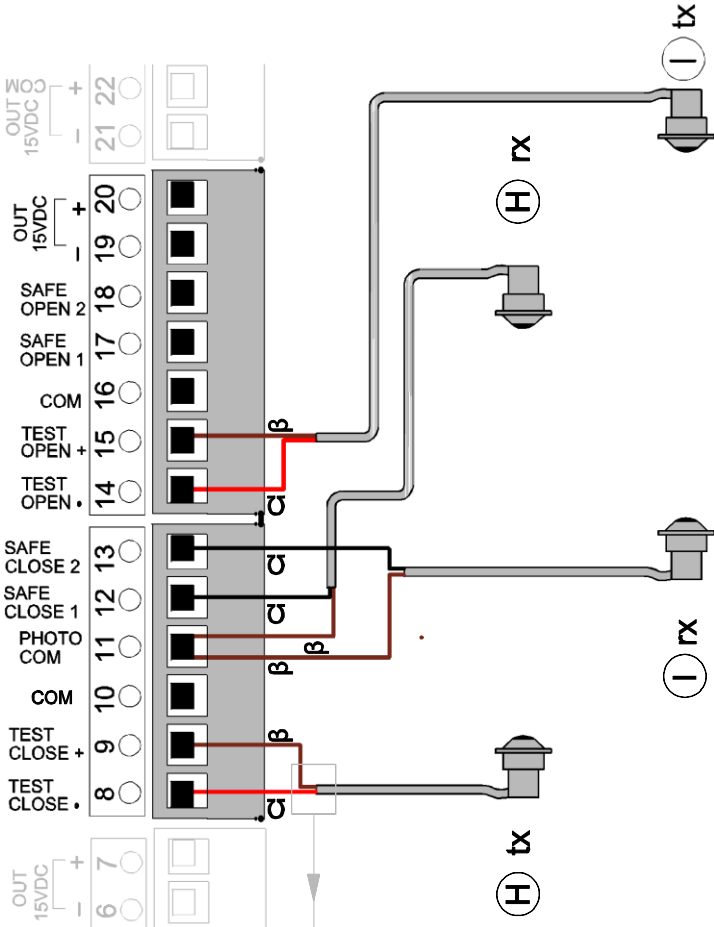 tx
I
COM
OUT
15VDC
+
22
−
21
rx
H
OUT
15VDC
+
20
−
19
SAFE
OPEN 2
18
SAFE
OPEN 1
17
COM
16
TEST
OPEN +
15
β
TEST
OPEN •
14
SAFE
CLOSE 2
13
SAFE
CLOSE 1
12
PHOTO
COM
11
β
β
COM
10
I
rx
TEST
CLOSE +
9
β
TEST
CLOSE •
8
tx
H
OUT
15VDC
+
7
−
6